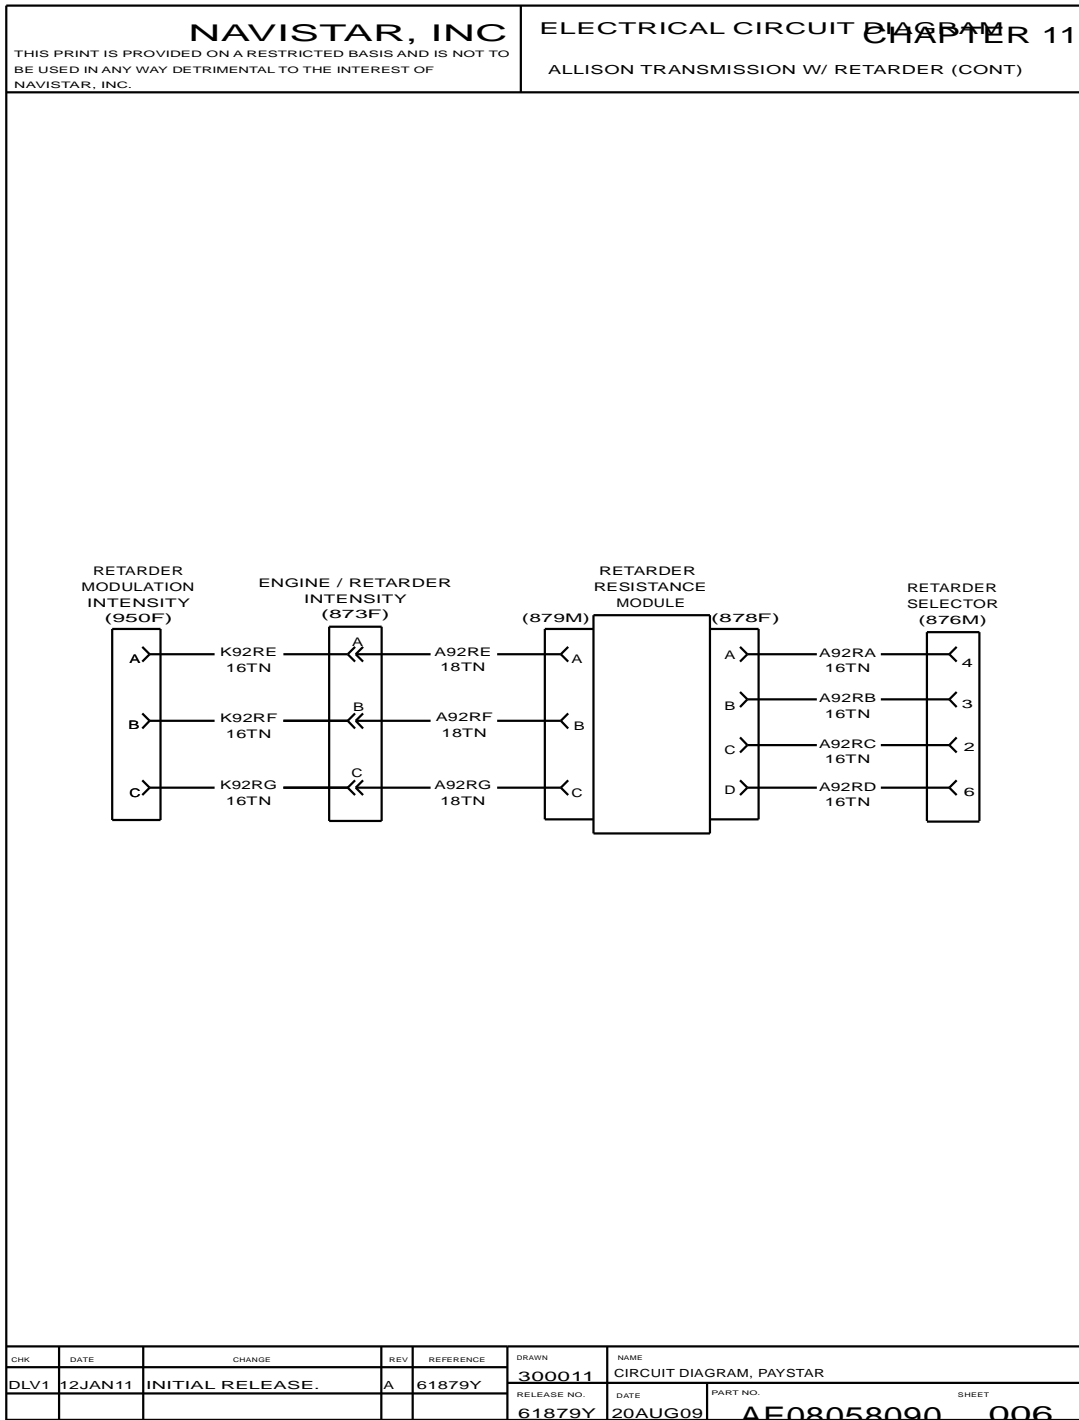 NAVISTAR, INC
THIS PRINT IS PROVIDED ON A RESTRICTED BASIS AND IS NOT TO
BE USED IN ANY WAY DETRIMENTAL TO THE INTEREST OF
NAVISTAR, INC.
ELECTRICAL CIRCUIT DIAGRAM
CHAPTER 11
ALLISON TRANSMISSION W/ RETARDER (CONT)
RETARDER
MODULATION
INTENSITY
(950F)
A
B
C
K92RE
16TN
K92RF
16TN
K92RG
16TN
ENGINE / RETARDER
INTENSITY
(873F)
A
B
C
A92RE
18TN
A92RF
18TN
A92RG
18TN
(879M)
A
B
C
RETARDER
RESISTANCE
MODULE
(878F)
A
B
C
D
A92RA
16TN
A92RB
16TN
A92RC
16TN
A92RD
16TN
RETARDER
SELECTOR
(876M)
4
3
2
6
CHK DATE CHANGE REV REFERENCE
DLV1 12JAN11 INITIAL RELEASE. A 61879Y
DRAWN
300011
NAME
CIRCUIT DIAGRAM, PAYSTAR
RELEASE NO.
61879Y
DATE
20AUG09
PART NO.
AE08058090
SHEET
006